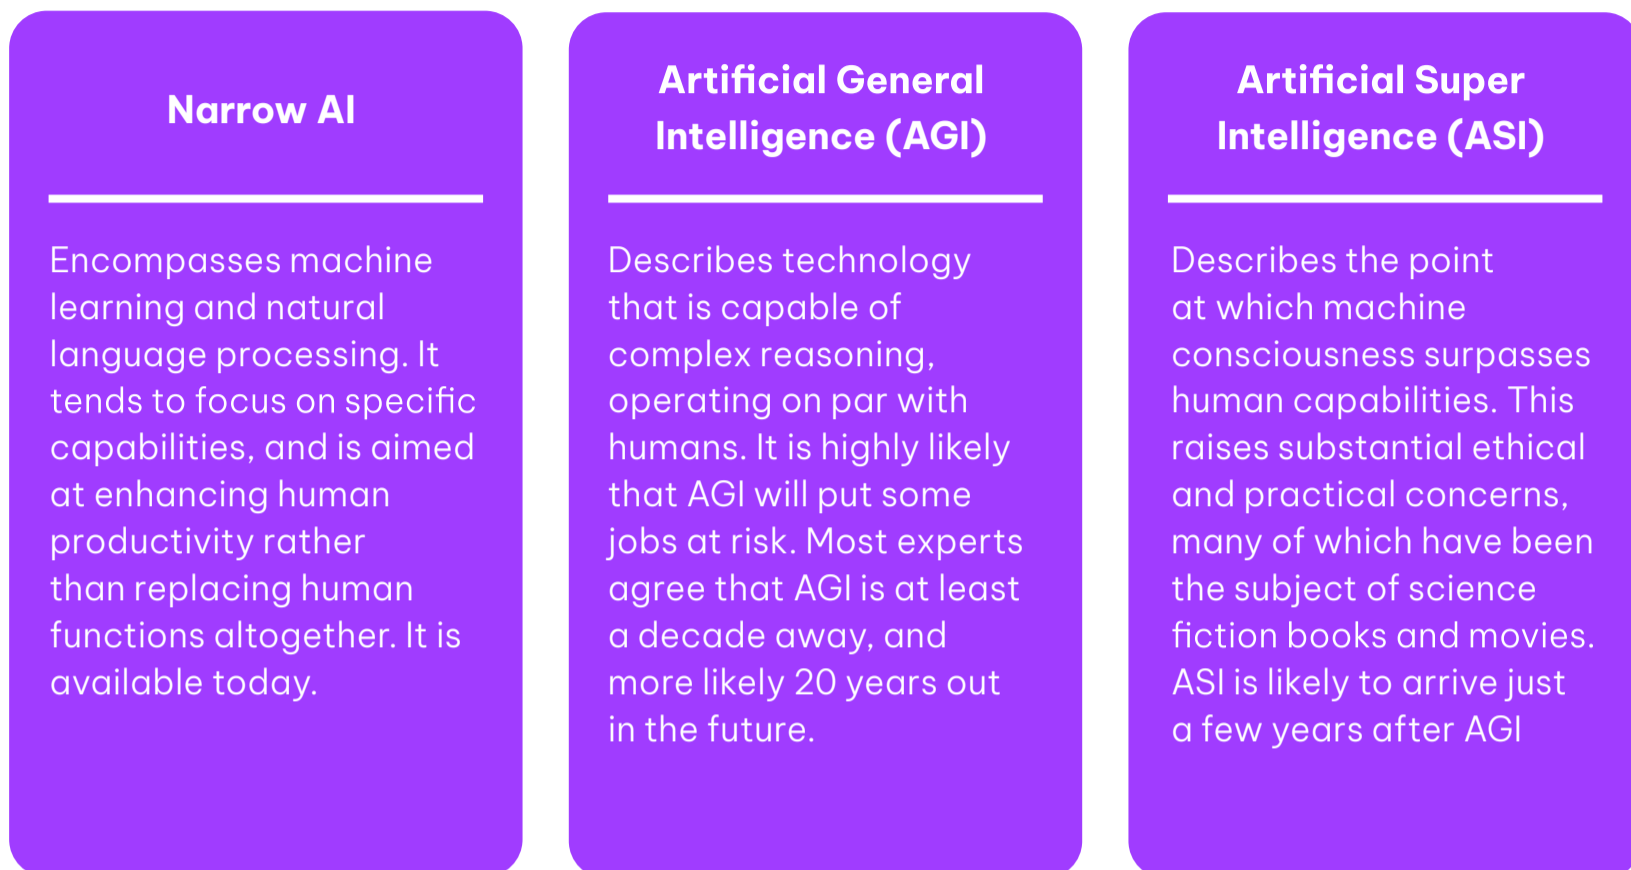 Narrow AI
Encompasses machine
learning and natural
language processing. It
tends to focus on specific
capabilities, and is aimed
at enhancing human
productivity rather
than replacing human
functions altogether. It is
available today.
Artificial General
Intelligence (AGI)
Describes technology
that is capable of
complex reasoning,
operating on par with
humans. It is highly likely
that AGI will put some
jobs at risk. Most experts
agree that AGI is at least
a decade away, and
more likely 20 years out
in the future.
Artificial Super
Intelligence (ASI)
Describes the point
at which machine
consciousness surpasses
human capabilities. This
raises substantial ethical
and practical concerns,
many of which have been
the subject of science
fiction books and movies.
ASI is likely to arrive just
a few years after AGI